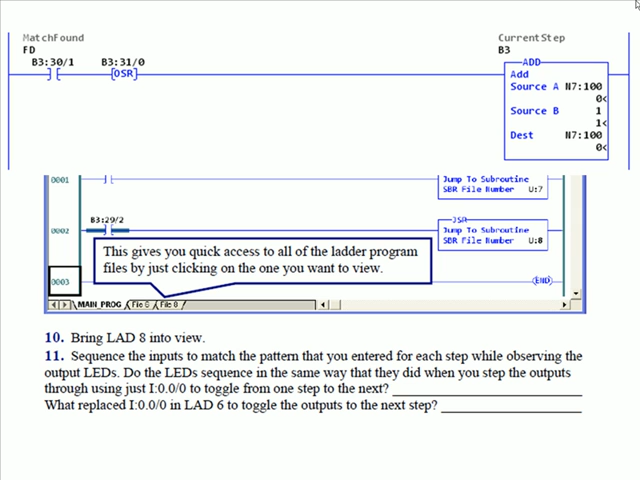 MatchFound
FD
B3:30/1 B3:31/0
OSR
CurrentStep
B3
ADD
Add
Source A N7:100
0<
Source B 1
1<
Dest N7:100
0<
0001
Jump To Subroutine
SBR File Number U:7
B3:29/2
0002
JSR
Jump To Subroutine
SBR File Number U:8
This gives you quick access to all of the ladder program
files by just clicking on the one you want to view.
0003
END
MAIN_PROG File 6 File 8
10. Bring LAD 8 into view.
11. Sequence the inputs to match the pattern that you entered for each step while observing the
output LEDs. Do the LEDs sequence in the same way that they did when you step the outputs
through using just I:0.0/0 to toggle from one step to the next?
What replaced I:0.0/0 in LAD 6 to toggle the outputs to the next step?